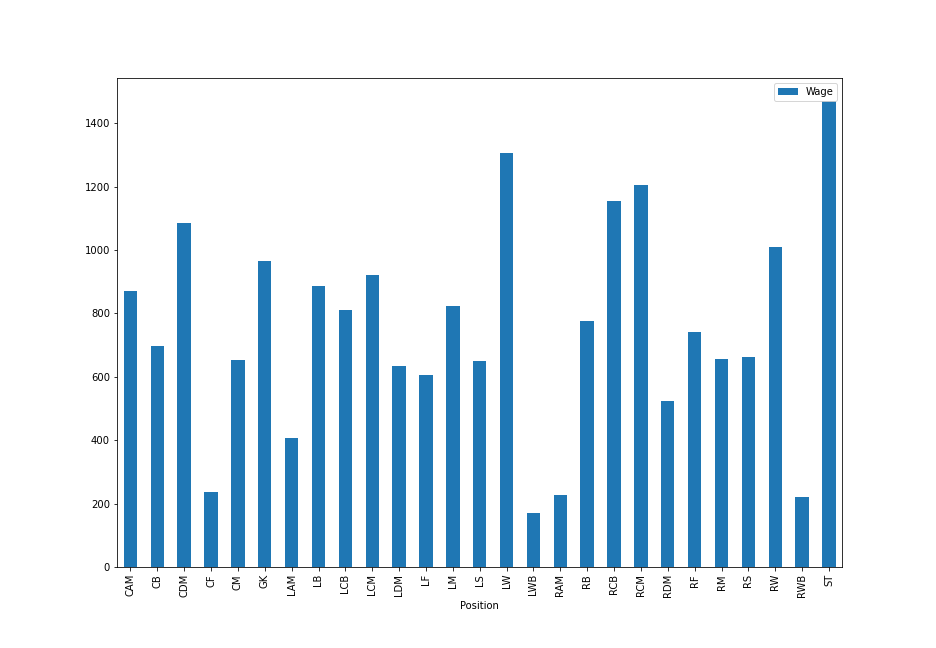 Wage
1400
1200
1000
800
600
400
200
0
CAM CB CDM CF CM GK LAM LB LCB LCM LDM LF LM LS LW LWB RAM RB RCB RCM RDM RF RM RS RW RWB ST
Position